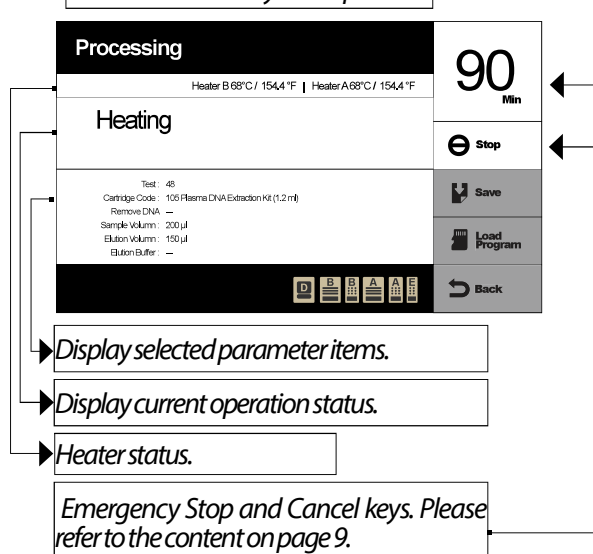 Processing
90
Min
Heater B 68°C / 154.4 °F | Heater A 68°C / 154.4 °F
Heating
Stop
Test : 48
Cartridge Code : 105 Plasma DNA Extraction Kit (1.2 ml)
Remove DNA —
Sample Volumn : 200 μl
Elution Volumn : 150 μl
Elution Buffer : —
Save
Load
Program
Back
D B B A A E
Display selected parameter items.
Display current operation status.
Heater status.
Emergency Stop and Cancel keys. Please
refer to the content on page 9.